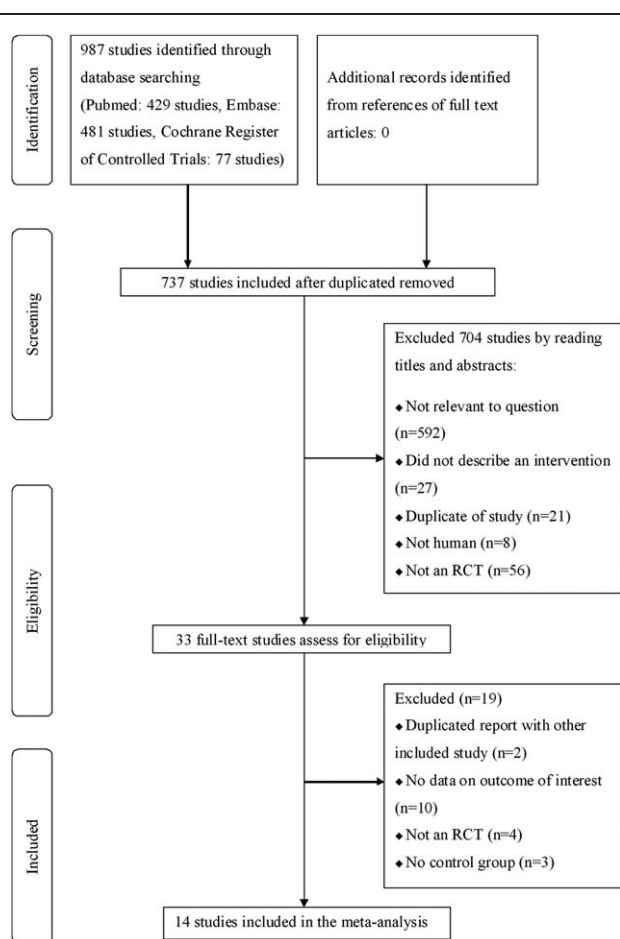 Identification
987 studies identified through
database searching
(Pubmed: 429 studies, Embase:
481 studies, Cochrane Register
of Controlled Trials: 77 studies)
Additional records identified
from references of full text
articles: 0
Screening
737 studies included after duplicated removed
Excluded 704 studies by reading
titles and abstracts:
◆Not relevant to question
(n=592)
◆Did not describe an intervention
(n=27)
◆Duplicate of study (n=21)
◆Not human (n=8)
◆Not an RCT (n=56)
Eligibility
33 full-text studies assess for eligibility
Excluded (n=19)
◆Duplicated report with other
included study (n=2)
◆No data on outcome of interest
(n=10)
◆Not an RCT (n=4)
◆No control group (n=3)
Included
14 studies included in the meta-analysis